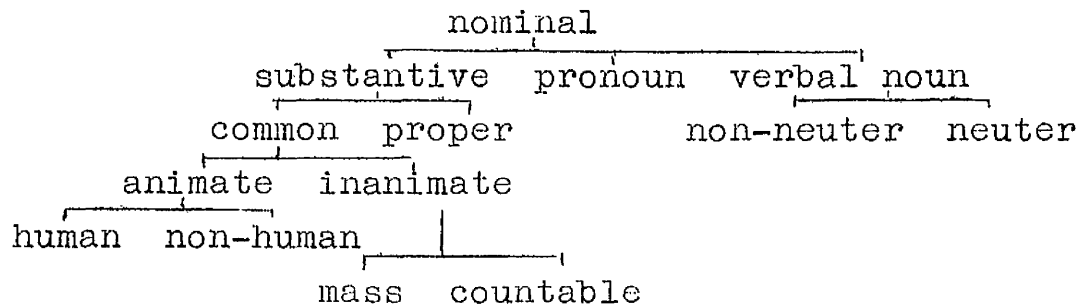 nominal
substantive pronoun verbal noun
common proper non-neuter neuter
animate inanimate
human non-human
mass countable